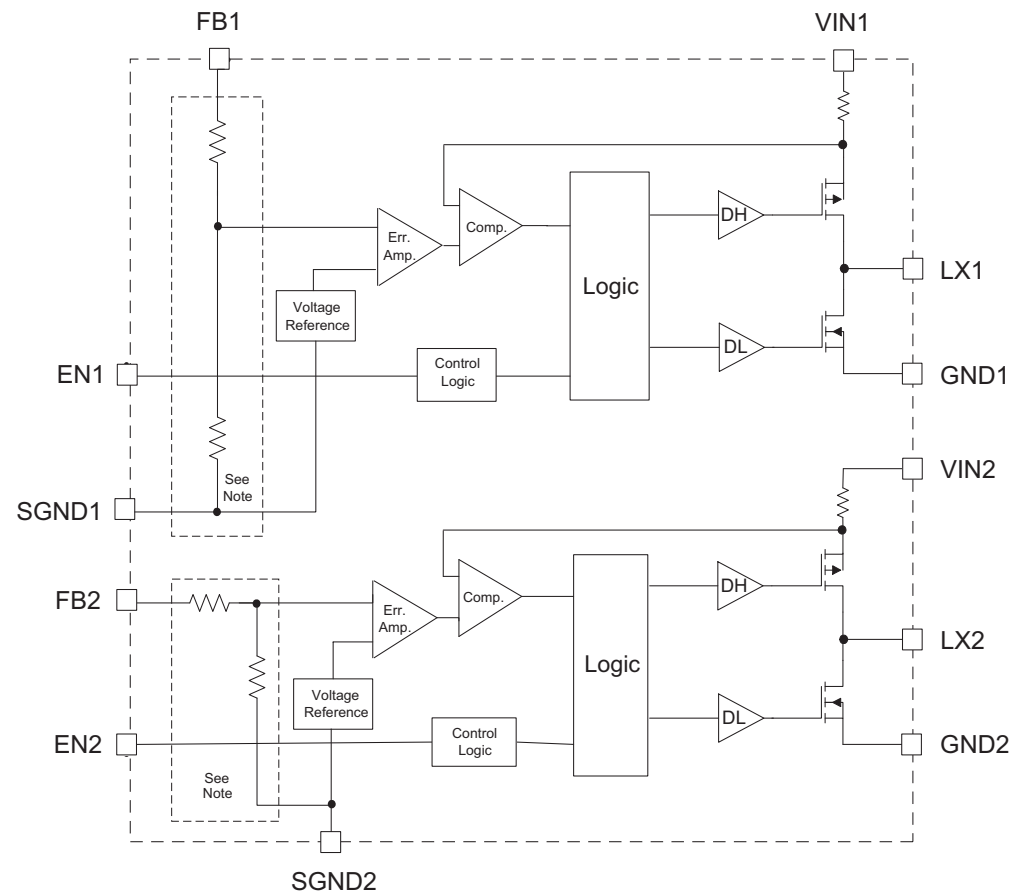 FB1
VIN1
DH
Comp.
Err.
Amp.
LX1
Logic
Voltage
Reference
DL
Control
Logic
EN1
GND1
VIN2
See
Note
SGND1
DH
FB2
Comp.
Err.
Amp.
LX2
Logic
Voltage
Reference
DL
Control
Logic
EN2
GND2
See
Note
SGND2